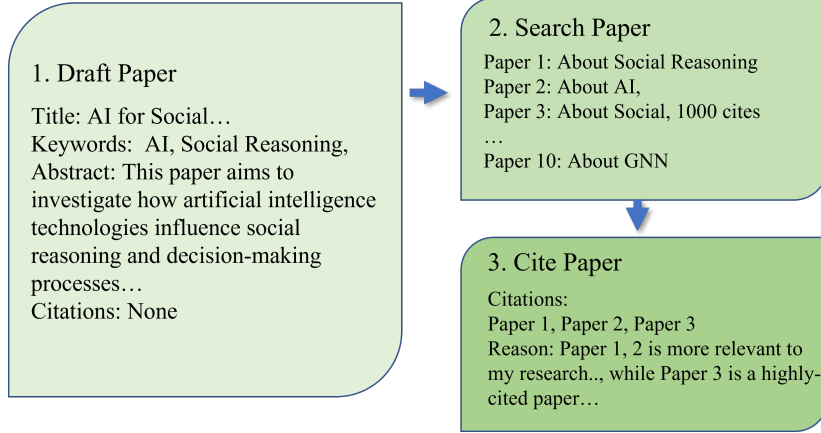 1. Draft Paper
Title: AI for Social…
Keywords:  AI, Social Reasoning,
Abstract: This paper aims to
investigate how artificial intelligence
technologies influence social
reasoning and decision-making
processes…
Citations: None
2. Search Paper
Paper 1: About Social Reasoning
Paper 2: About AI,
Paper 3: About Social, 1000 cites
…
Paper 10: About GNN
3. Cite Paper
Citations:
Paper 1, Paper 2, Paper 3
Reason: Paper 1, 2 is more relevant to
my research.., while Paper 3 is a highly-
cited paper…